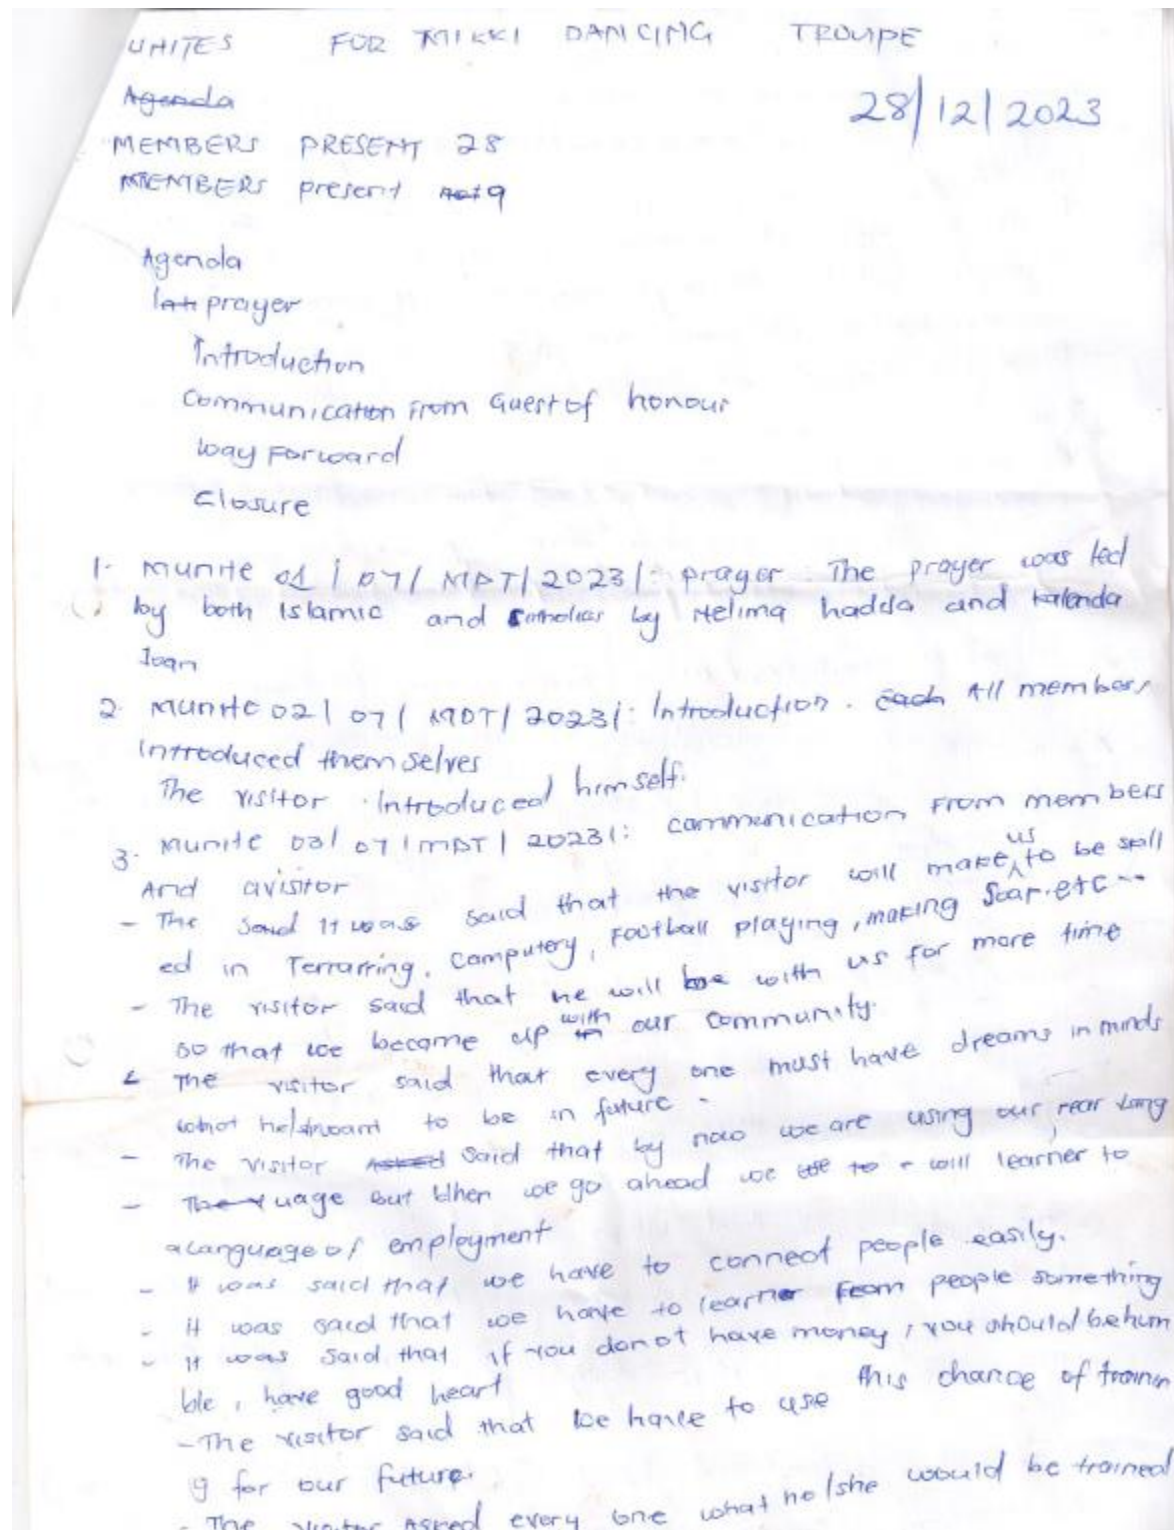 UNITES FOR MIKKI DANCING TROUPE
Agenda
28/12/2023
MEMBERS PRESENT 28
MEMBERS present 9
Agenda
prayer
Introduction
Communication From Guest of honour
Way Forward
Closure
1. Munite 01/07/MDT/2023/: prayer. The prayer was led
by both Islamic and Catholics by Helima hadda and Kalenda
Joan
2. Munite 02/07/MDT/2023/: Introduction. Each All members
Introduced themselves
The visitor Introduced himself.
3. Munite 03/07/MDT/2023/: communication From members
And avisitor
- The Said It was said that the visitor will make us to be skill
ed in Terrarring, Computery, Football playing, making Soap.etc--
- The visitor said that he will be with us for more time
so that we become up with our community.
- The visitor said that every one must have dreams in minds
what he/sh want to be in future -
- The visitor Asked Said that by now we are using our Lang
- uage But When we go ahead we to will learner to
aLanguage of employment
- It was said that we have to connect people easily.
- it was said that we have to learn From people something
- It was said that if you donot have money, you should be hum
ble, have good heart
- The visitor said that we have to use this chance of trainin
g for our future.
- The visitor Asked every one what he/she would be trained